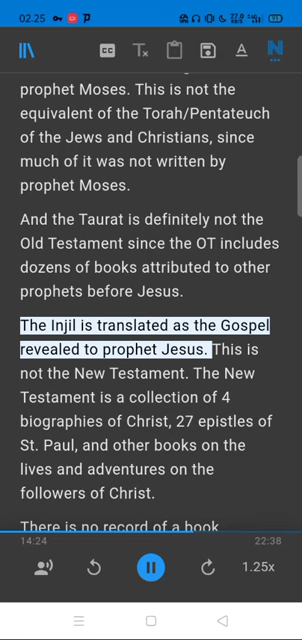 02.25
CC
prophet Moses. This is not the
equivalent of the Torah/Pentateuch
of the Jews and Christians, since
much of it was not written by
prophet Moses.
And the Taurat is definitely not the
Old Testament since the OT includes
dozens of books attributed to other
prophets before Jesus.
The Injil is translated as the Gospel
revealed to prophet Jesus. This is
not the New Testament. The New
Testament is a collection of 4
biographies of Christ, 27 epistles of
St. Paul, and other books on the
lives and adventures on the
followers of Christ.
There is no record of a book
14:24
22:38
1.25x